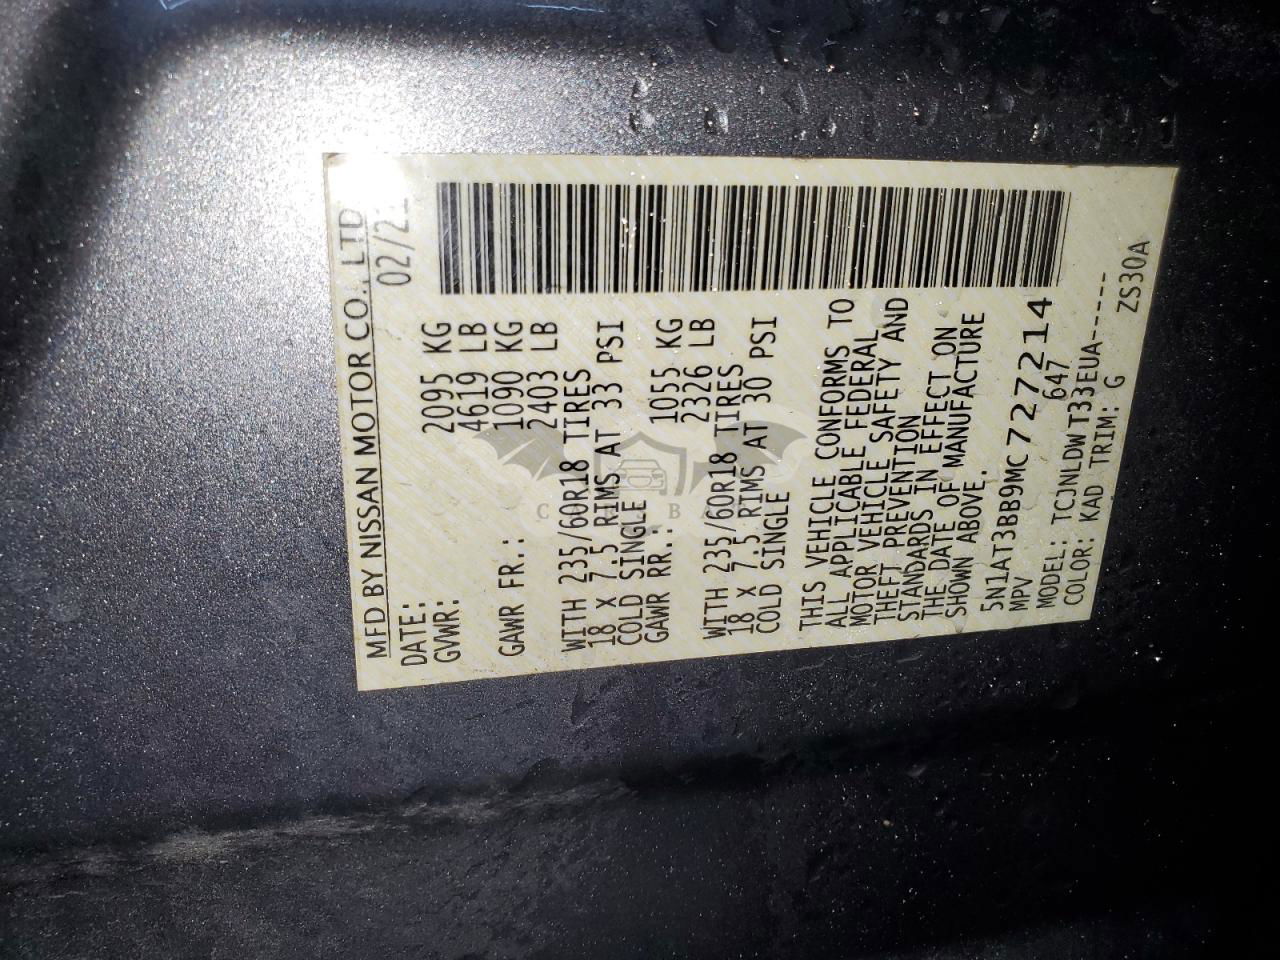 MFD BY NISSAN MOTOR CO., LTD
DATE: 02/21
GVWR: 2095 KG
4619 LB
GAWR FR.: 1090 KG
2403 LB
WITH 235/60R18 TIRES
18 X 7.5 RIMS AT 33 PSI
COLD SINGLE
GAWR RR.: 1055 KG
2326 LB
WITH 235/60R18 TIRES
18 X 7.5 RIMS AT 30 PSI
COLD SINGLE
THIS VEHICLE CONFORMS TO
ALL APPLICABLE FEDERAL
MOTOR VEHICLE SAFETY AND
THEFT PREVENTION
STANDARDS IN EFFECT ON
THE DATE OF MANUFACTURE
SHOWN ABOVE.
5N1AT3BB9MC727214
MPV 647
MODEL: TCJNLDWT33EUA-----
COLOR: KAD TRIM: G ZS30A